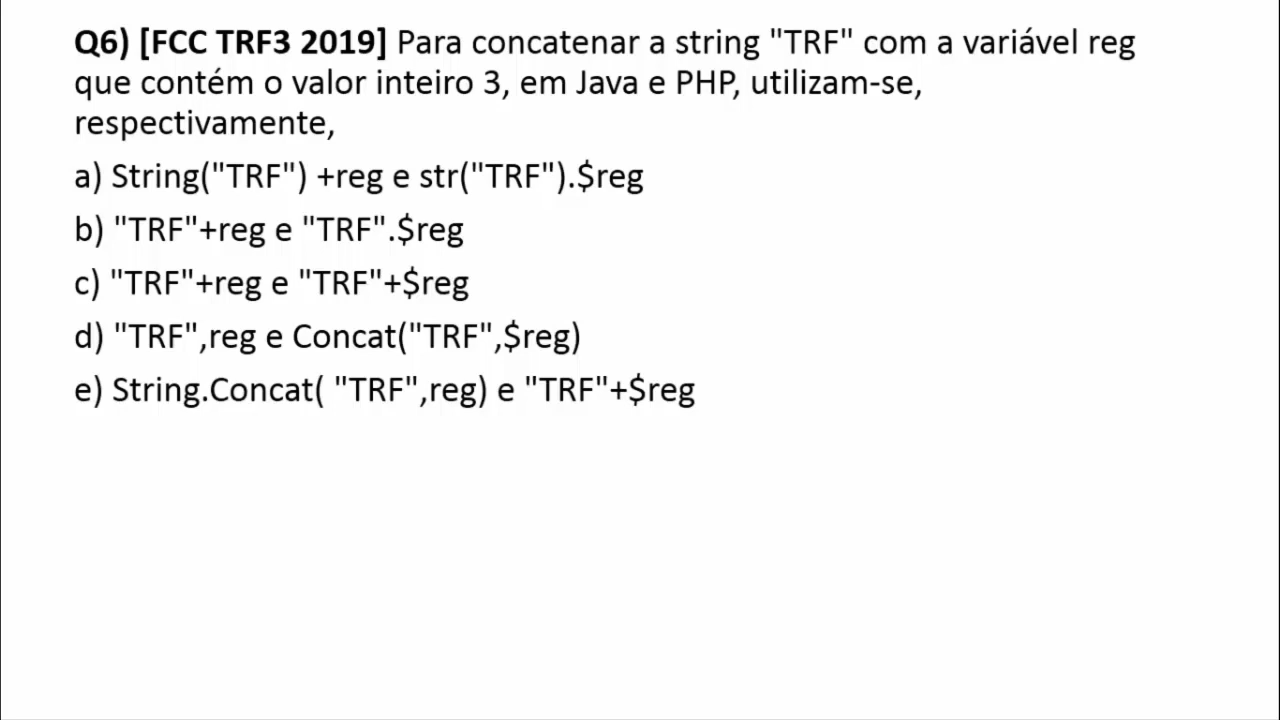 Q6) [FCC TRF3 2019] Para concatenar a string "TRF" com a variável reg
que contém o valor inteiro 3, em Java e PHP, utilizam-se,
respectivamente,
a) String("TRF") +reg e str("TRF").$reg
b) "TRF"+reg e "TRF".$reg
c) "TRF"+reg e "TRF"+$reg
d) "TRF",reg e Concat("TRF",$reg)
e) String.Concat( "TRF",reg) e "TRF"+$reg